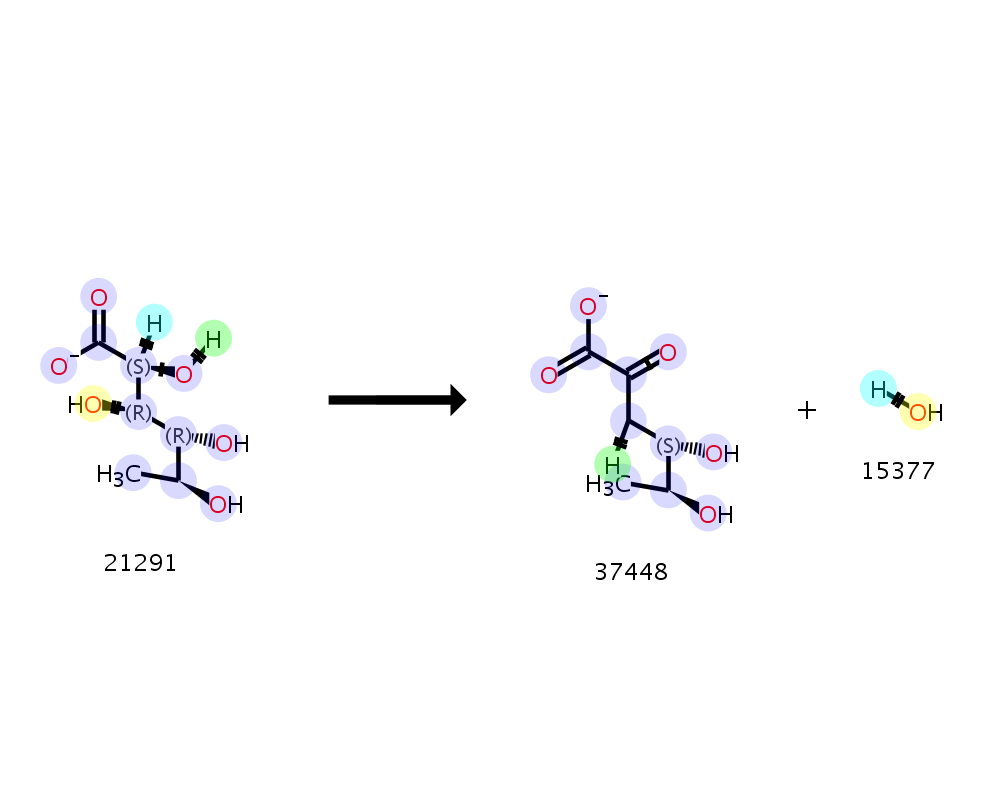 O
H
H
O⁻
(S)
O
HO
(R)
(R)
OH
H₃C
OH
21291
O⁻
O
O
(S)
OH
H
H₃C
OH
37448
+
H
OH
15377